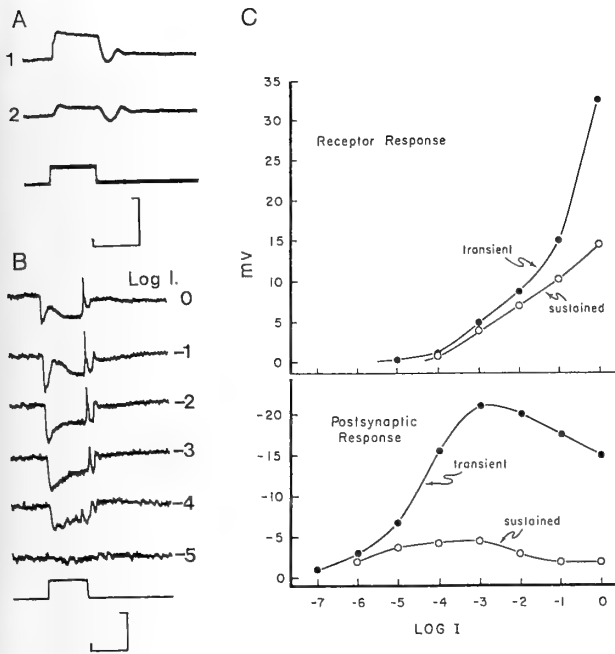 A
1
2
B
Log I.
0
-1
-2
-3
-4
-5
C
35
30
25
20
15
10
5
0
mv
Receptor Response
transient
sustained
-20
-15
-10
-5
0
Postsynaptic
Response
transient
sustained
-7 -6 -5 -4 -3 -2 -1 0
LOG I